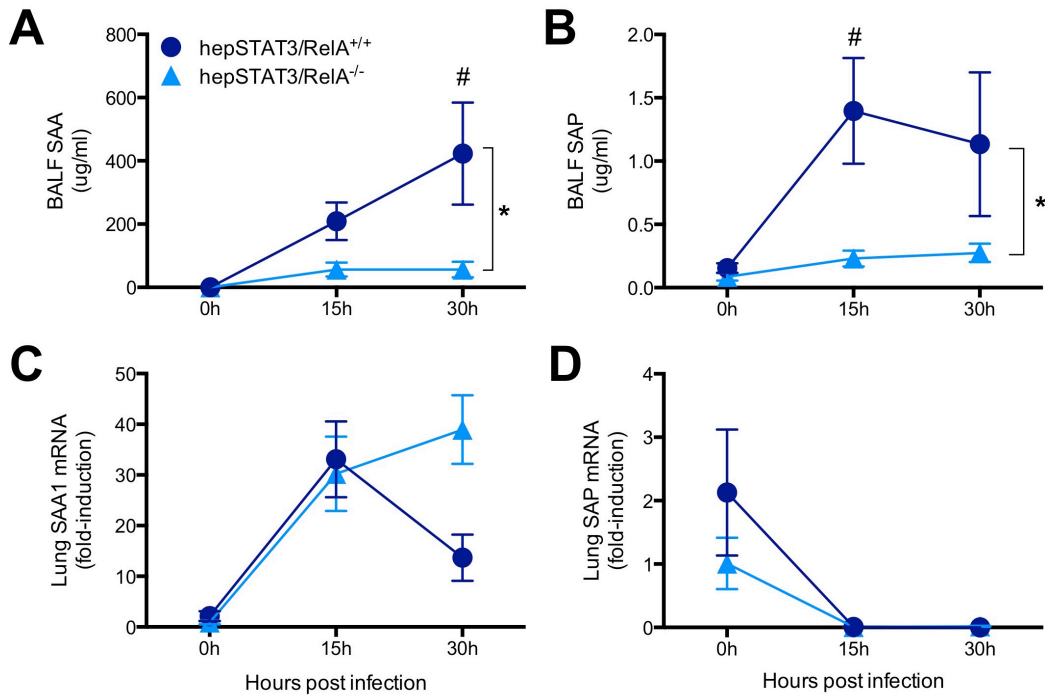 A
BALF SAA
(ug/ml)
800
600
400
200
0
hepSTAT3/RelA+/+
hepSTAT3/RelA-/-
#
*
0h
15h
30h
B
BALF SAP
(ug/ml)
2.0
1.5
1.0
0.5
0.0
#
*
0h
15h
30h
C
Lung SAA1 mRNA
(fold-induction)
50
40
30
20
10
0
0h
15h
30h
Hours post infection
D
Lung SAP mRNA
(fold-induction)
4
3
2
1
0
0h
15h
30h
Hours post infection